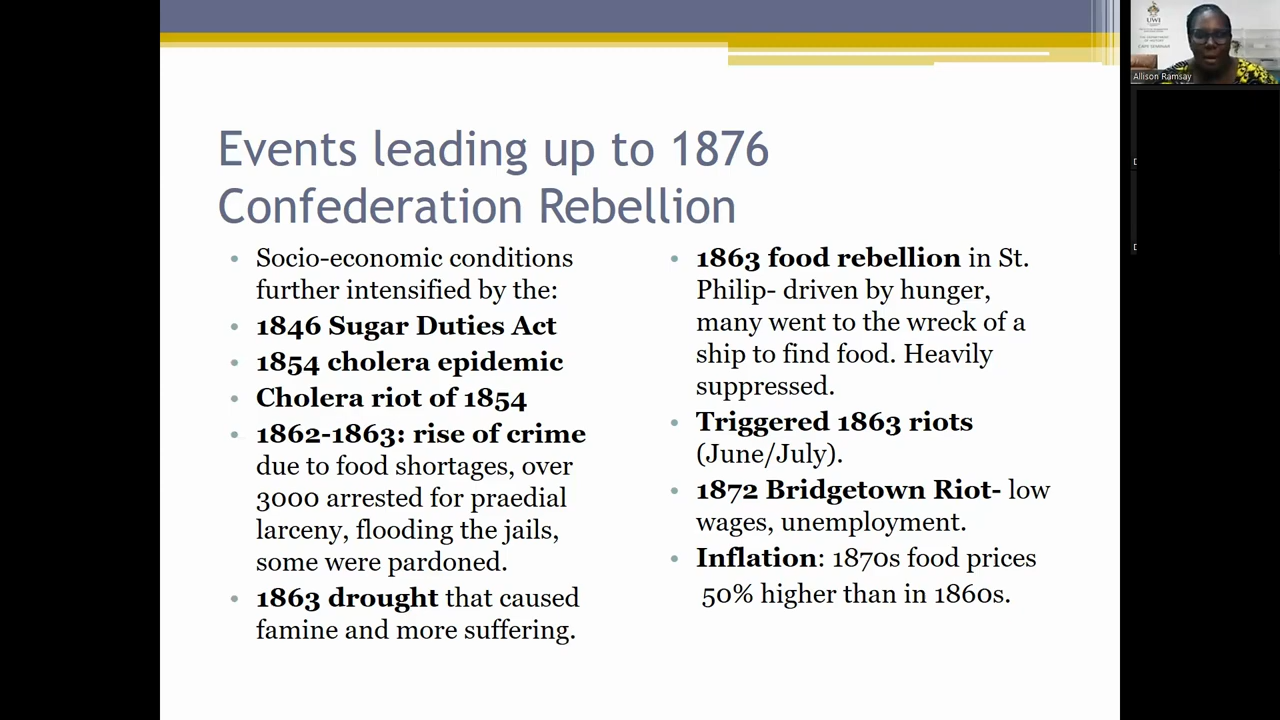 Events leading up to 1876
Confederation Rebellion
• Socio-economic conditions
further intensified by the:
• 1846 Sugar Duties Act
• 1854 cholera epidemic
• Cholera riot of 1854
• 1862-1863: rise of crime
due to food shortages, over
3000 arrested for praedial
larceny, flooding the jails,
some were pardoned.
• 1863 drought that caused
famine and more suffering.
• 1863 food rebellion in St.
Philip- driven by hunger,
many went to the wreck of a
ship to find food. Heavily
suppressed.
• Triggered 1863 riots
(June/July).
• 1872 Bridgetown Riot- low
wages, unemployment.
• Inflation: 1870s food prices
50% higher than in 1860s.
UWI
Allison Ramsay
D
D